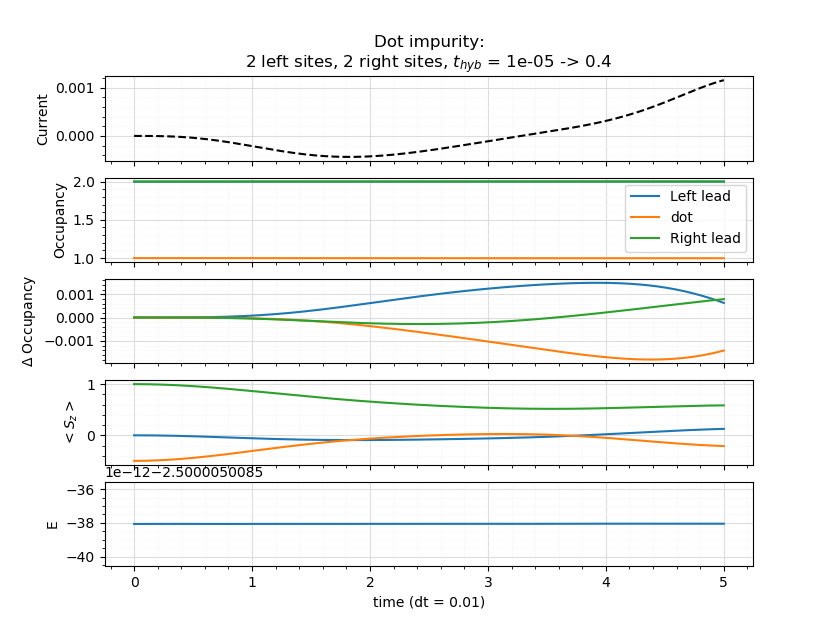 Dot impurity:
2 left sites, 2 right sites, t_hyb = 1e-05 -> 0.4
Current
0.001
0.000
Occupancy
2.0
1.5
1.0
Left lead
dot
Right lead
Δ Occupancy
0.001
0.000
−0.001
< S_z >
1
0
1e−12−2.5000050085
E
−36
−38
−40
0 1 2 3 4 5
time (dt = 0.01)